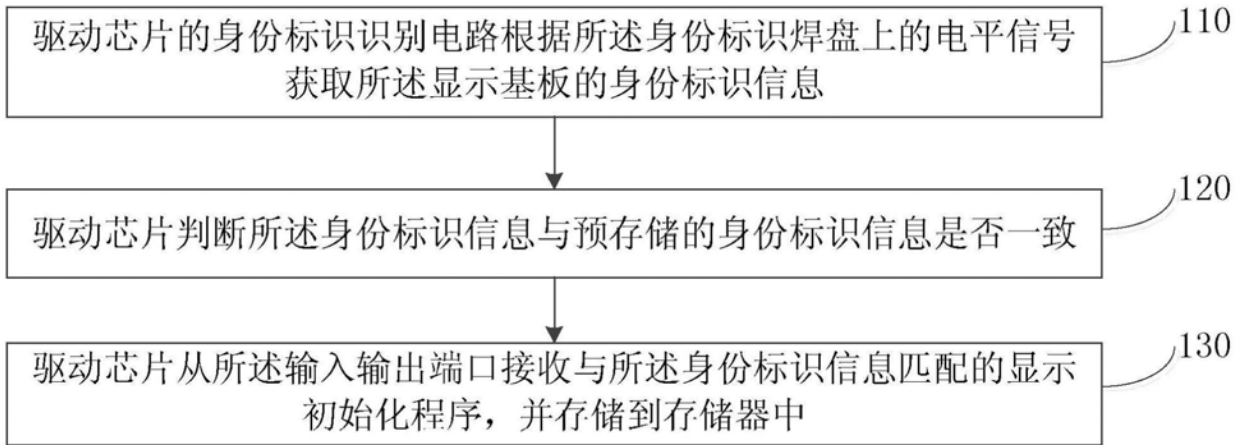 驱动芯片的身份标识识别电路根据所述身份标识焊盘上的电平信号
获取所述显示基板的身份标识信息
110
驱动芯片判断所述身份标识信息与预存储的身份标识信息是否一致
120
驱动芯片从所述输入输出端口接收与所述身份标识信息匹配的显示
初始化程序，并存储到存储器中
130